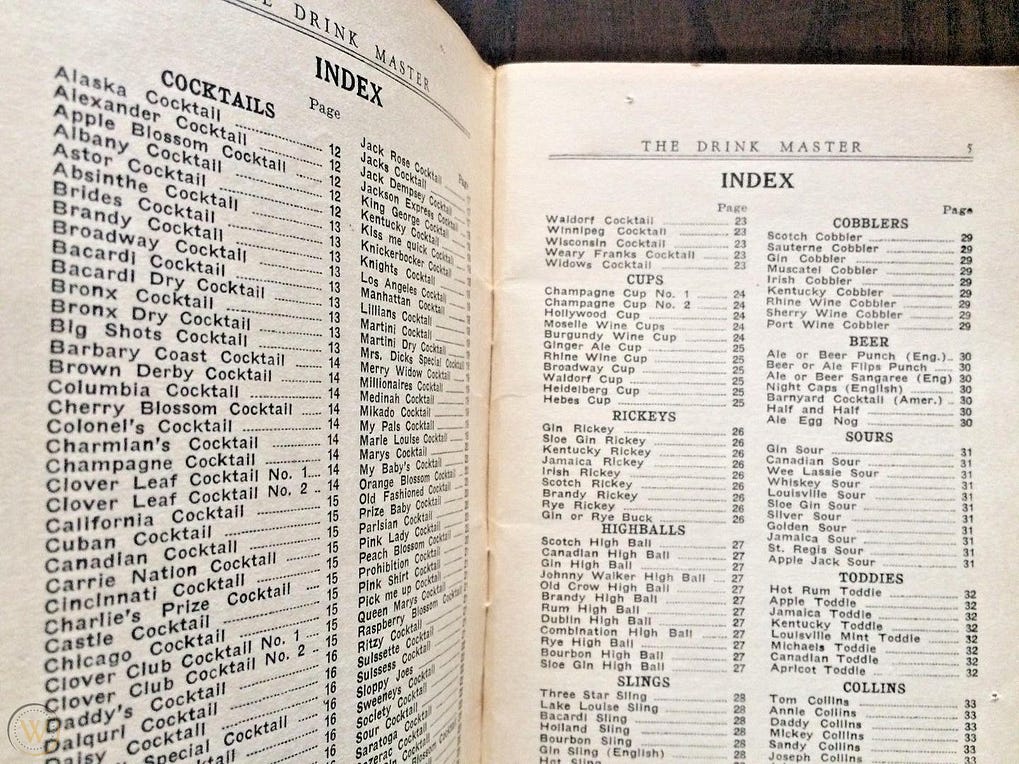 THE DRINK MASTER
INDEX
COCKTAILS
Page
Alaska Cocktail 12
Alexander Cocktail 12
Apple Blossom Cocktail 12
Albany Cocktail 12
Astor Cocktail 12
Absinthe Cocktail
Brides Cocktail 13
Brandy Cocktail 13
Broadway Cocktail 13
Bacardi Cocktail 13
Bacardi Dry Cocktail 13
Bronx Cocktail 13
Bronx Dry Cocktail 13
Big Shots Cocktail 13
Barbary Coast Cocktail 14
Brown Derby Cocktail 14
Columbia Cocktail 14
Cherry Blossom Cocktail 14
Colonel's Cocktail 14
Charmian's Cocktail 14
Champagne Cocktail 14
Clover Leaf Cocktail No. 1 14
Clover Leaf Cocktail No. 2 14
California Cocktail 15
Cuban Cocktail 15
Canadian Cocktail 15
Carrie Nation Cocktail 15
Cincinnati Cocktail 15
Charlie's Prize Cocktail 15
Castle Cocktail 15
Chicago Cocktail 15
Clover Club Cocktail No. 1 15
Clover Club Cocktail No. 2 16
Daddy's Cocktail 16
Daiquri Cocktail 16
Daisy Cocktail 16
Special Cocktail 16
Jack Rose Cocktail
Jacks Cocktail
Jack Dempsey Cocktail
Jackson Express Cocktail
King George Cocktail
Kentucky Cocktail
Kiss me quick Cocktail
Knickerbocker Cocktail
Knights Cocktail
Los Angeles Cocktail
Manhattan Cocktail
Lillians Cocktail
Martini Cocktail
Martini Dry Cocktail
Mrs. Dicks Special Cocktail
Merry Widow Cocktail
Millionaires Cocktail
Medinah Cocktail
Mikado Cocktail
My Pals Cocktail
Marie Louise Cocktail
Marys Cocktail
My Baby's Cocktail
Orange Blossom Cocktail
Old Fashioned Cocktail
Prize Baby Cocktail
Parisian Cocktail
Pink Lady Cocktail
Peach Blossom Cocktail
Prohibition Cocktail
Pink Shirt Cocktail
Pick me up Cocktail
Queen Marys Cocktail
Raspberry Blossom Cocktail
Ritzy Cocktail
Suissette Cocktail
Suissess Cocktail
Sloppy Joes
Sweeneys Cocktail
Society Cocktail
Sour Cocktail
Saratoga Cocktail
THE DRINK MASTER 5
INDEX
Page
Waldorf Cocktail 23
Winnipeg Cocktail 23
Wisconsin Cocktail 23
Weary Franks Cocktail 23
Widows Cocktail 23
CUPS
Champagne Cup No. 1 24
Champagne Cup No. 2 24
Hollywood Cup 24
Moselle Wine Cups 24
Burgundy Wine Cup 24
Ginger Ale Cup 25
Rhine Wine Cup 25
Broadway Cup 25
Waldorf Cup 25
Heidelberg Cup 25
Hebes Cup 25
RICKEYS
Gin Rickey 26
Sloe Gin Rickey 26
Kentucky Rickey 26
Jamaica Rickey 26
Irish Rickey 26
Scotch Rickey 26
Brandy Rickey 26
Rye Rickey 26
Gin or Rye Buck 26
HIGHBALLS
Scotch High Ball 27
Canadian High Ball 27
Gin High Ball 27
Johnny Walker High Ball 27
Old Crow High Ball 27
Brandy High Ball 27
Rum High Ball 27
Dublin High Ball 27
Combination High Ball 27
Rye High Ball 27
Bourbon High Ball 27
Sloe Gin High Ball 27
SLINGS
Three Star Sling 28
Lake Louise Sling 28
Bacardi Sling 28
Holland Sling 28
Bourbon Sling 28
Gin Sling (English) 28
Hot Sling
Page
COBBLERS
Scotch Cobbler 29
Sauterne Cobbler 29
Gin Cobbler 29
Muscatel Cobbler 29
Irish Cobbler 29
Kentucky Cobbler 29
Rhine Wine Cobbler 29
Sherry Wine Cobbler 29
Port Wine Cobbler 29
BEER
Ale or Beer Punch (Eng.) 30
Beer or Ale Flips Punch 30
Ale or Beer Sangaree (Eng) 30
Night Caps (English) 30
Barnyard Cocktail (Amer.) 30
Half and Half 30
Ale Egg Nog 30
SOURS
Gin Sour 31
Canadian Sour 31
Wee Lassie Sour 31
Whiskey Sour 31
Louisville Sour 31
Sloe Gin Sour 31
Silver Sour 31
Golden Sour 31
Jamaica Sour 31
St. Regis Sour 31
Apple Jack Sour 31
TODDIES
Hot Rum Toddie 32
Apple Toddie 32
Jamaica Toddie 32
Kentucky Toddie 32
Louisville Mint Toddie 32
Michaels Toddie 32
Canadian Toddie 32
Apricot Toddie 32
COLLINS
Tom Collins 33
Annie Collins 33
Daddy Collins 33
Mickey Collins 33
Sandy Collins 33
Joseph Collins 33